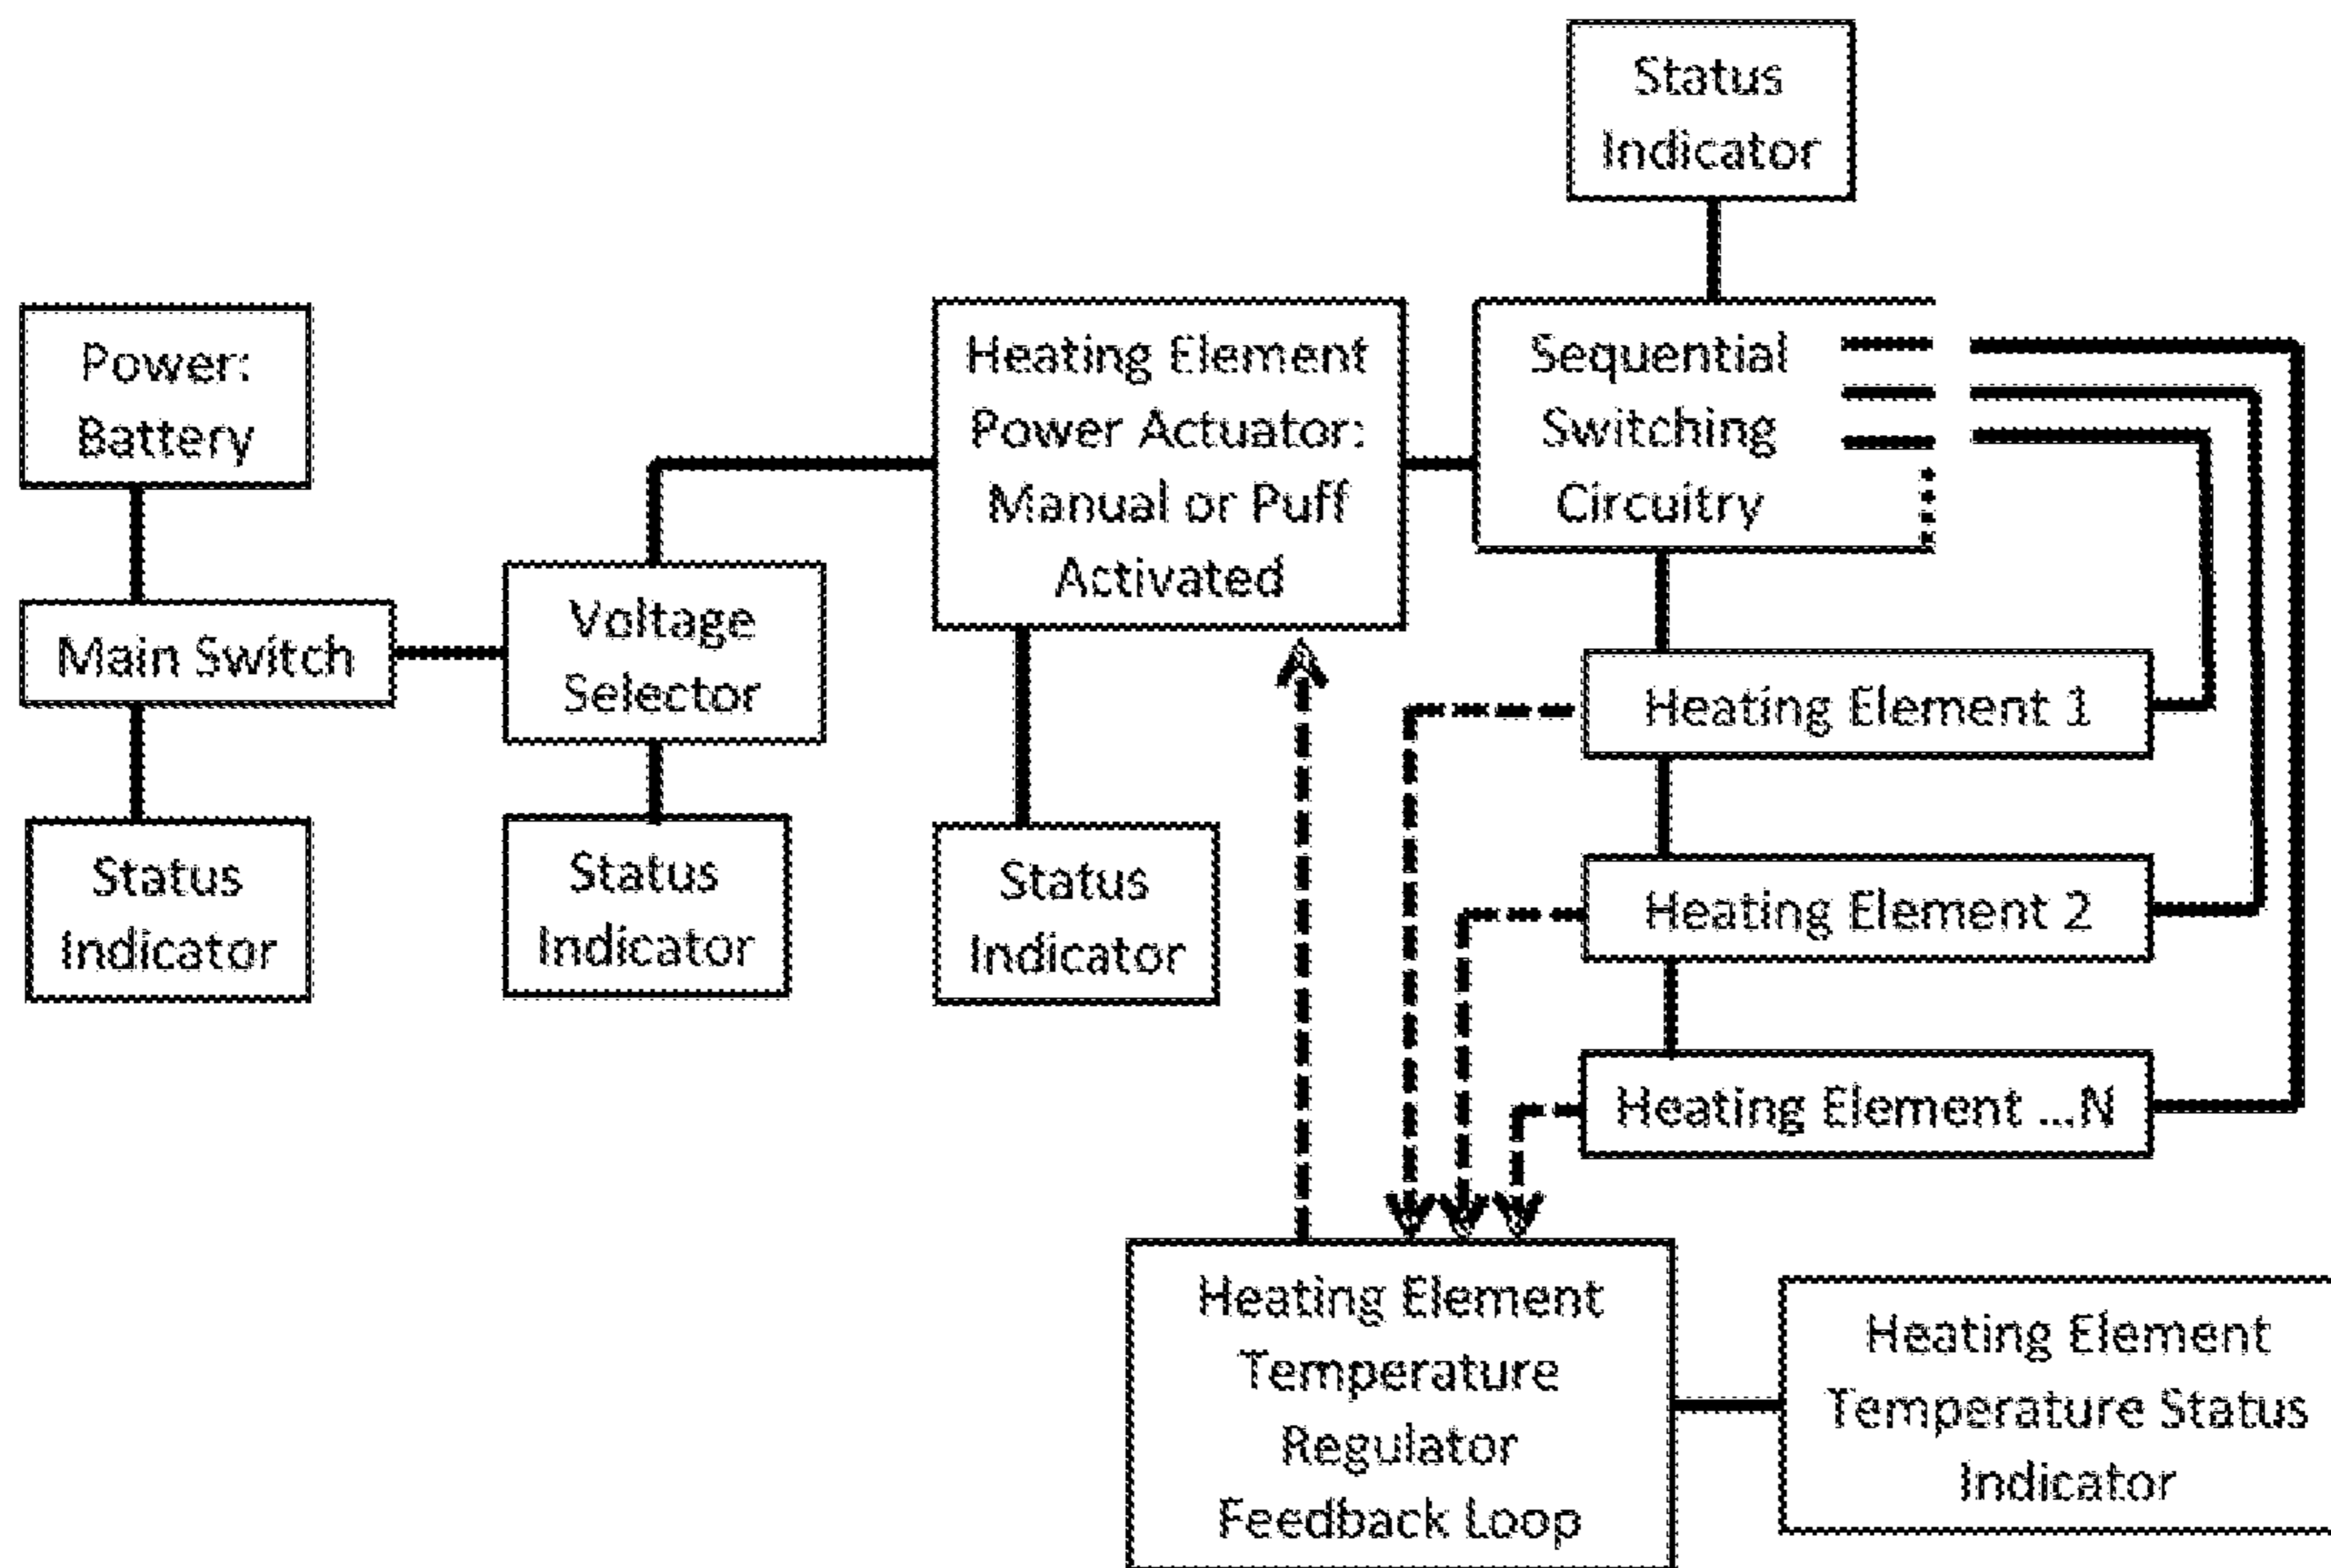 Status
Indicator
Power:
Battery
Heating Element
Power Actuator:
Manual or Puff
Activated
Sequential
Switching
Circuitry
Main Switch
Voltage
Selector
Heating Element 1
Status
Indicator
Status
Indicator
Status
Indicator
Heating Element 2
Heating Element ...N
Heating Element
Temperature
Regulator
Feedback Loop
Heating Element
Temperature Status
Indicator